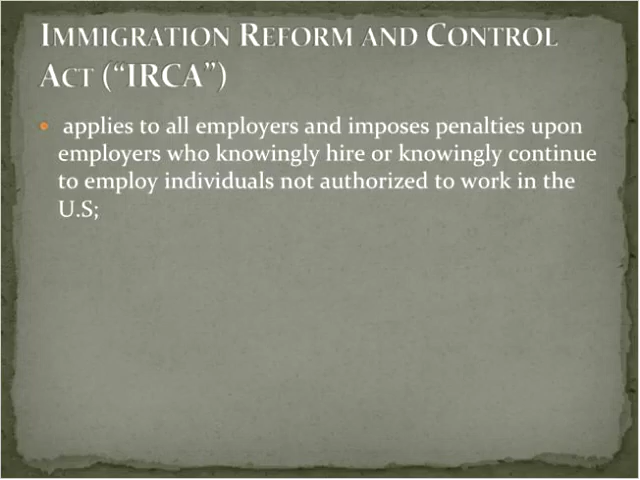 IMMIGRATION REFORM AND CONTROL
ACT (“IRCA”)
applies to all employers and imposes penalties upon
employers who knowingly hire or knowingly continue
to employ individuals not authorized to work in the
U.S;